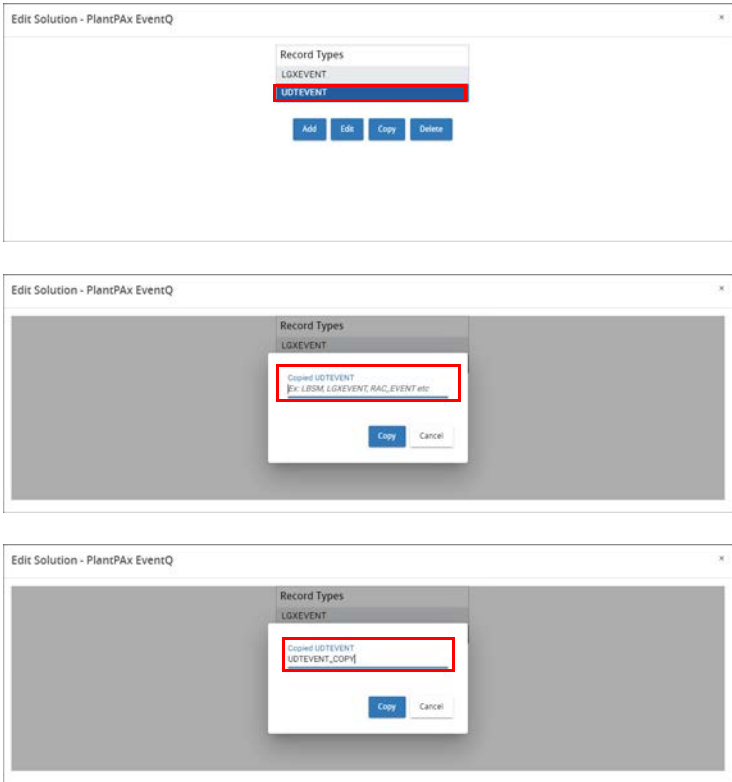 Edit Solution - PlantPAx EventQ ×
Record Types
LGXEVENT
UDTEVENT
Add Edit Copy Delete
Edit Solution - PlantPAx EventQ ×
Record Types
LGXEVENT
Copied UDTEVENT
Ex: LBSM, LGXEVENT, RAC_EVENT etc
Copy Cancel
Edit Solution - PlantPAx EventQ ×
Record Types
LGXEVENT
Copied UDTEVENT
UDTEVENT_COPY
Copy Cancel